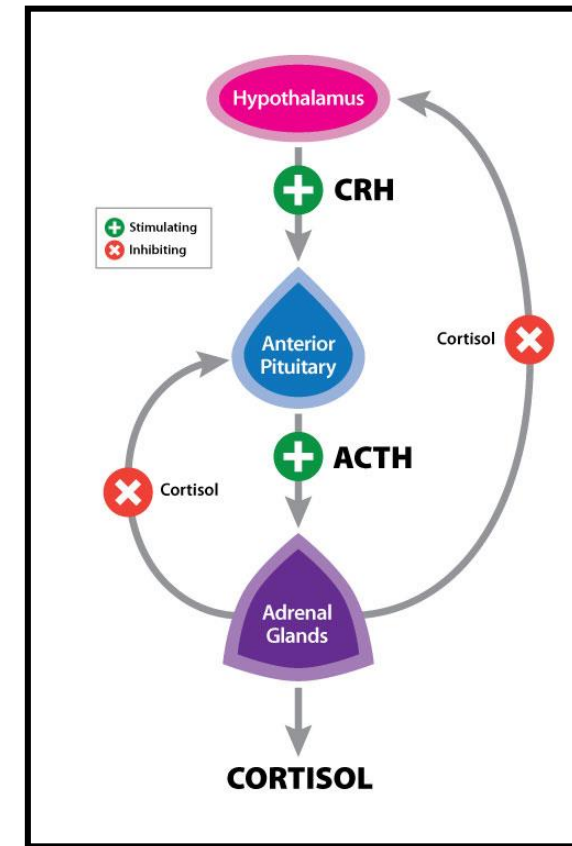 Hypothalamus
CRH
Stimulating
Inhibiting
Anterior
Pituitary
Cortisol
ACTH
Cortisol
Adrenal
Glands
CORTISOL